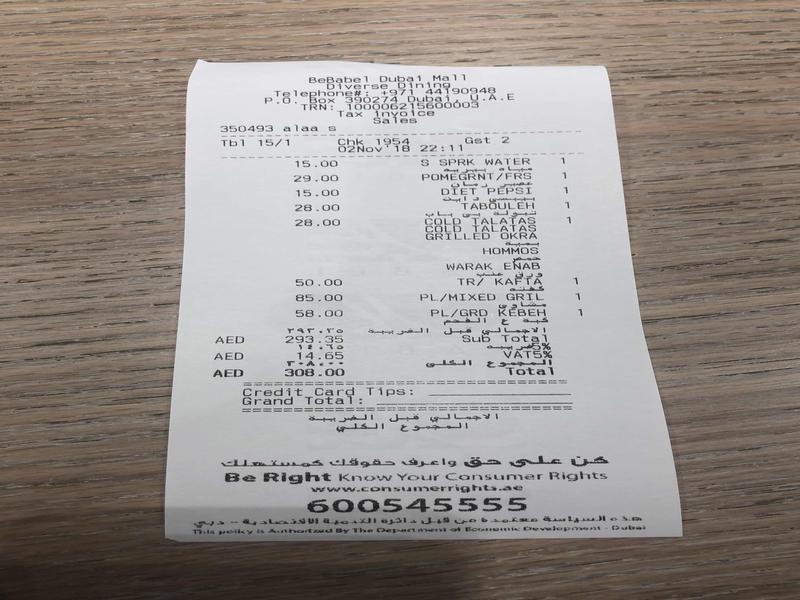 BeBabel Dubai Mall
Diverse Dining
Telephone#: +971 44190948
P.O. Box 390274 Dubai, U.A.E
TRN: 100006215600003
Tax invoice
Sales
350493 alaa s
Tbl 15/1 Chk 1954 Gst 2
02Nov'18 22:11
15.00 S SPRK WATER 1
29.00 POMEGRNT/FRS 1
عصير رمان
15.00 DIET PEPSI 1
بيبسي دايت
28.00 TABOULEH 1
تبولة بي باب
28.00 COLD TALATAS 1
COLD TALATAS
GRILLED OKRA
بمية
HOMMOS
حمص
WARAK ENAB
ورق عنب
50.00 TR/ KAFTA 1
كفته
85.00 PL/MIXED GRIL 1
مشاوي
58.00 PL/GRD KEBEH 1
كبة ع الفحم
الاجمالي قبل الضريبة ٢٩٣.٣٥
AED 293.35 Sub Total
5%ضريبه ١٤.٦٥
AED 14.65 VAT5%
المجموع الكلي ٣٠٨.٠٠
AED 308.00 Total
Credit Card Tips:
Grand Total:
الاجمالي قبل الضريبة
المجموع الكلي
كن على حق واعرف حقوقك كمستهلك
Be Right Know Your Consumer Rights
www.consumerrights.ae
600545555
هذه السياسة معتمدة من قبل دائرة التنمية الاقتصادية - دبي
This policy is Authorized By The Department of Economic Development - Dubai